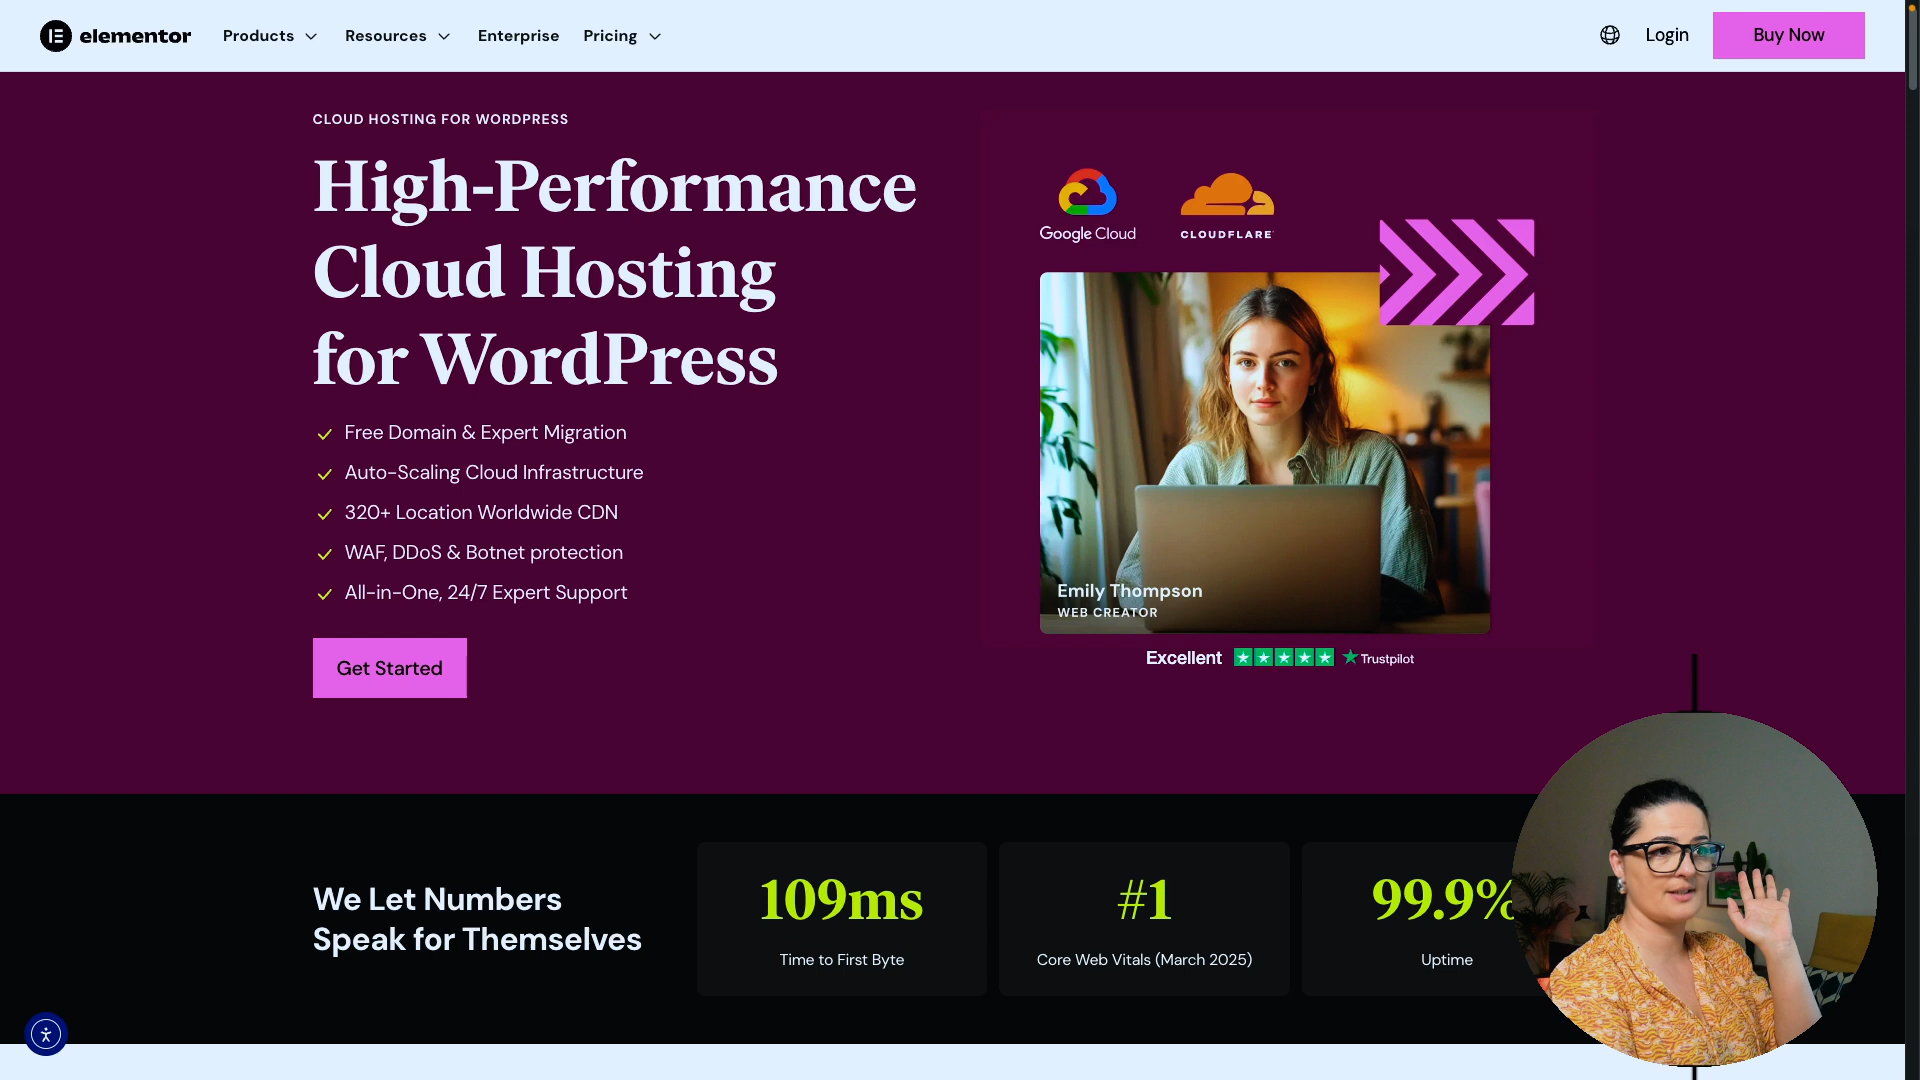 elementor
Products
Resources
Enterprise
Pricing
Login
Buy Now
CLOUD HOSTING FOR WORDPRESS
High-Performance
Cloud Hosting
for WordPress
Free Domain & Expert Migration
Auto-Scaling Cloud Infrastructure
320+ Location Worldwide CDN
WAF, DDoS & Botnet protection
All-in-One, 24/7 Expert Support
Get Started
Google Cloud
CLOUDFLARE
Emily Thompson
WEB CREATOR
Excellent
Trustpilot
We Let Numbers
Speak for Themselves
109ms
Time to First Byte
#1
Core Web Vitals (March 2025)
99.9%
Uptime